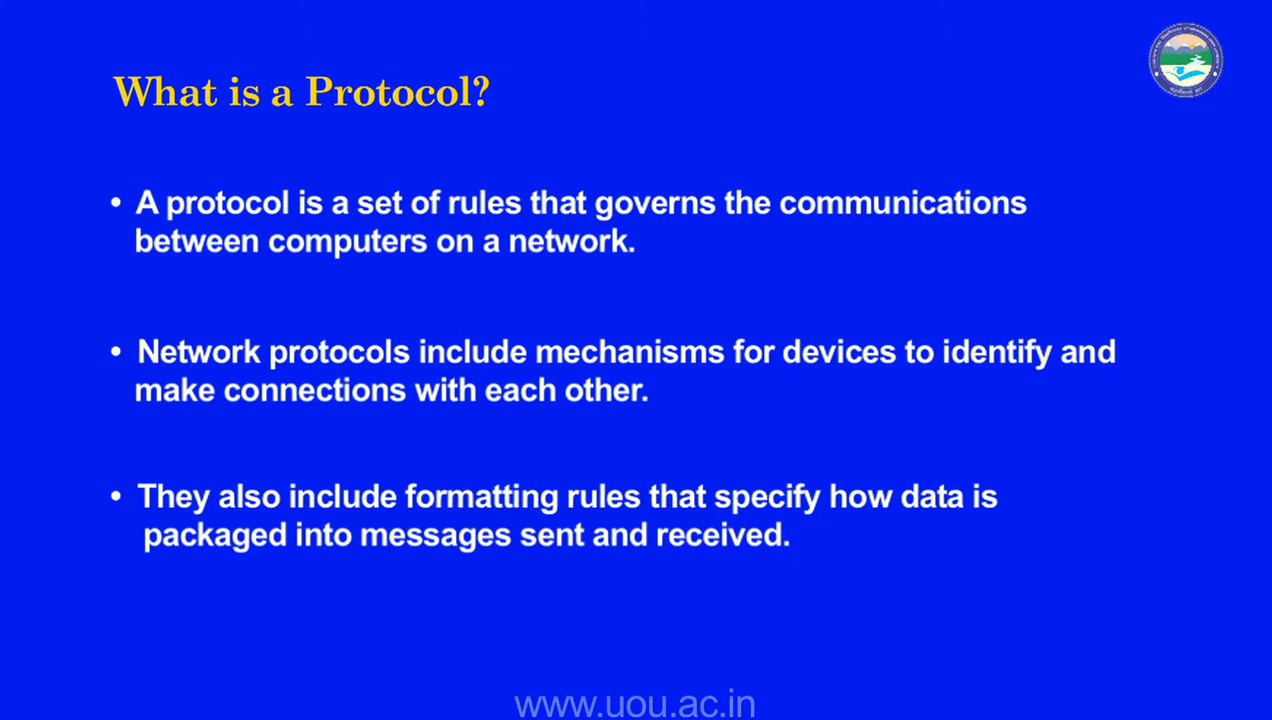 What is a Protocol?
• A protocol is a set of rules that governs the communications
between computers on a network.
• Network protocols include mechanisms for devices to identify and
make connections with each other.
• They also include formatting rules that specify how data is
packaged into messages sent and received.
www.uou.ac.in